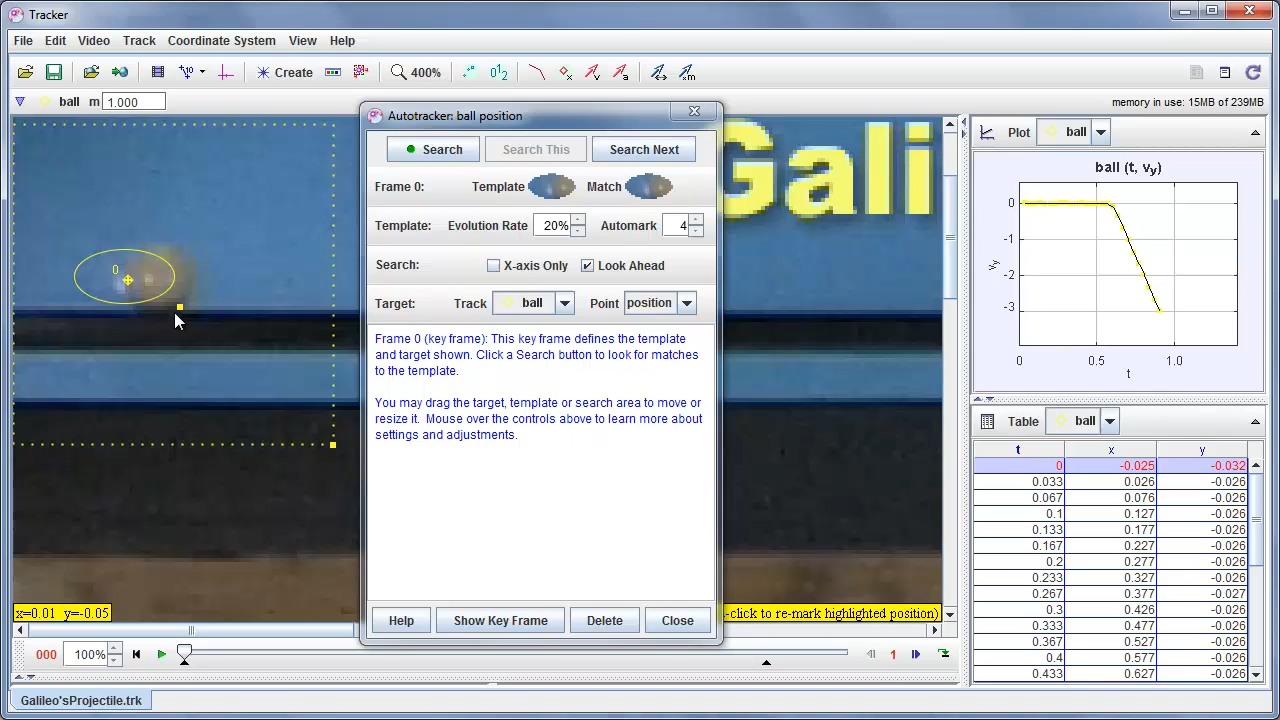 Tracker
File Edit Video Track Coordinate System View Help
Create 400%
ball m 1.000 memory in use: 15MB of 239MB
Autotracker: ball position
Search Search This Search Next
Frame 0: Template Match
Template: Evolution Rate 20% Automark 4
Search: X-axis Only Look Ahead
Target: Track ball Point position
Frame 0 (key frame): This key frame defines the template
and target shown. Click a Search button to look for matches
to the template.
You may drag the target, template or search area to move or
resize it. Mouse over the controls above to learn more about
settings and adjustments.
Help Show Key Frame Delete Close
Gali
0
x=0.01 y=-0.05
-click to re-mark highlighted position)
000 100% 1
Galileo'sProjectile.trk
Plot ball
ball (t, vy)
0
-1
-2
-3
vy
0 0.5 1.0
t
Table ball
t x y
0 -0.025 -0.032
0.033 0.026 -0.026
0.067 0.076 -0.026
0.1 0.127 -0.026
0.133 0.177 -0.026
0.167 0.227 -0.026
0.2 0.277 -0.026
0.233 0.327 -0.026
0.267 0.377 -0.027
0.3 0.426 -0.026
0.333 0.477 -0.026
0.367 0.527 -0.026
0.4 0.577 -0.026
0.433 0.627 -0.026